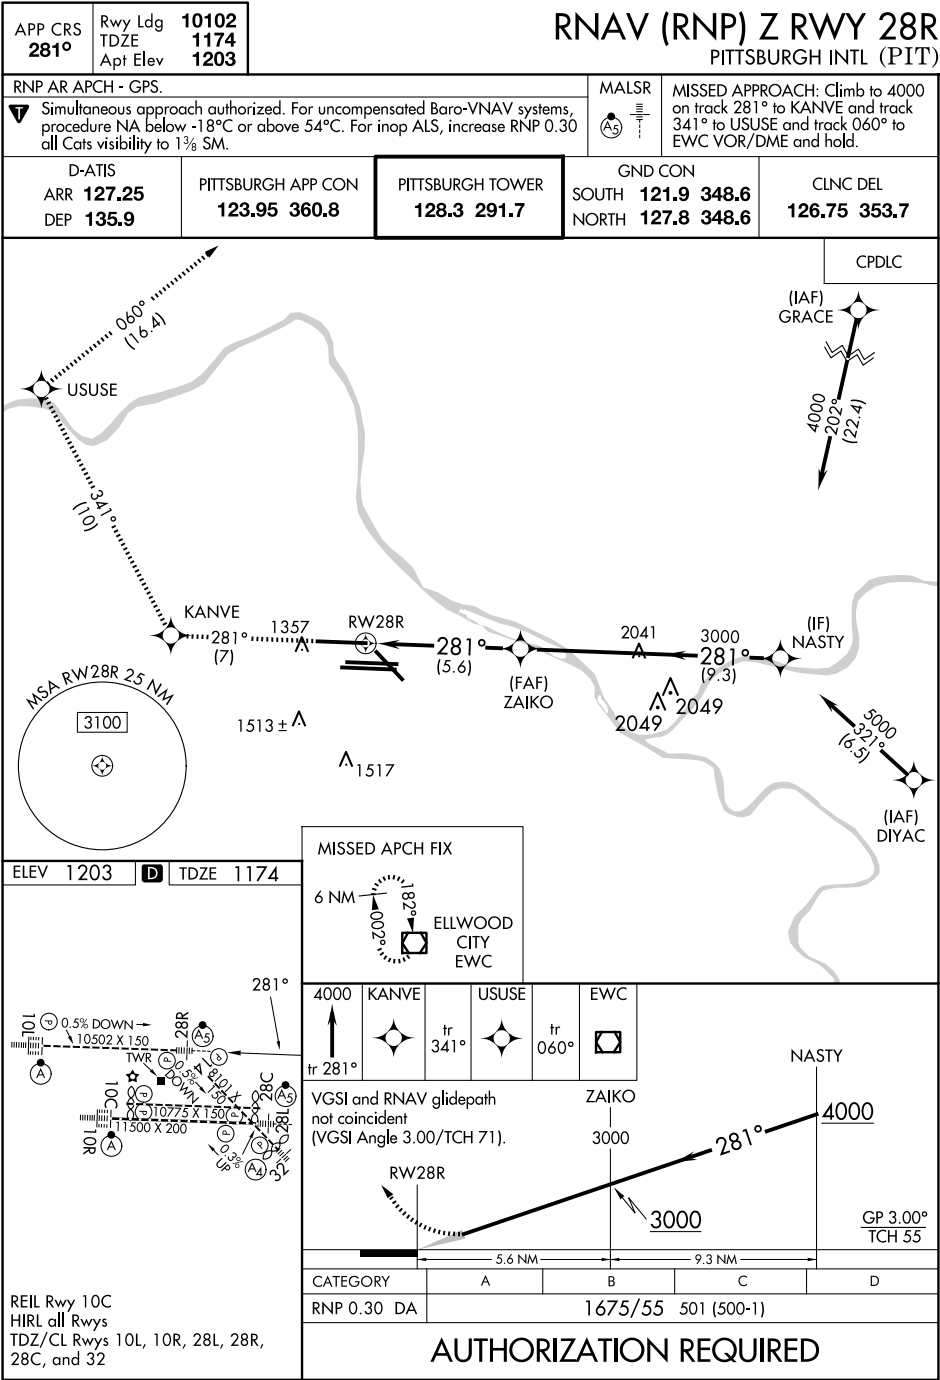 APP CRS
281°
Rwy Ldg 10102
TDZE 1174
Apt Elev 1203
RNAV (RNP) Z RWY 28R
PITTSBURGH INTL (PIT)
RNP AR APCH - GPS.
T
Simultaneous approach authorized. For uncompensated Baro-VNAV systems,
procedure NA below -18°C or above 54°C. For inop ALS, increase RNP 0.30
all Cats visibility to 1⅜ SM.
MALSR
A5
MISSED APPROACH: Climb to 4000
on track 281° to KANVE and track
341° to USUSE and track 060° to
EWC VOR/DME and hold.
D-ATIS
ARR 127.25
DEP 135.9
PITTSBURGH APP CON
123.95 360.8
PITTSBURGH TOWER
128.3 291.7
GND CON
SOUTH 121.9 348.6
NORTH 127.8 348.6
CLNC DEL
126.75 353.7
CPDLC
(IAF)
GRACE
4000
202°
(22.4)
060°
(16.4)
USUSE
341°
(10)
KANVE
281°
(7)
1357
RW28R
281°
(5.6)
(FAF)
ZAIKO
2041
3000
281°
(9.3)
(IF)
NASTY
2049
2049
5000
321°
(6.5)
(IAF)
DIYAC
1513 ±
1517
MSA RW28R 25 NM
3100
MISSED APCH FIX
6 NM
182°
002°
ELLWOOD
CITY
EWC
ELEV 1203
D
TDZE 1174
281°
10L
P
0.5% DOWN
10502 X 150
28R
A5
P
A
TWR
P
0.5%
DOWN
14
8101 X 150
10C
P
P
10775 X 150
P
28C
A5
10R
11500 X 200
A
P
28L
0.3%
UP
P
A4
32
REIL Rwy 10C
HIRL all Rwys
TDZ/CL Rwys 10L, 10R, 28L, 28R,
28C, and 32
4000
tr 281°
KANVE
tr
341°
USUSE
tr
060°
EWC
VGSI and RNAV glidepath
not coincident
(VGSI Angle 3.00/TCH 71).
RW28R
ZAIKO
3000
NASTY
4000
281°
3000
GP 3.00°
TCH 55
5.6 NM
9.3 NM
CATEGORY A B C D
RNP 0.30 DA 1675/55 501 (500-1)
AUTHORIZATION REQUIRED